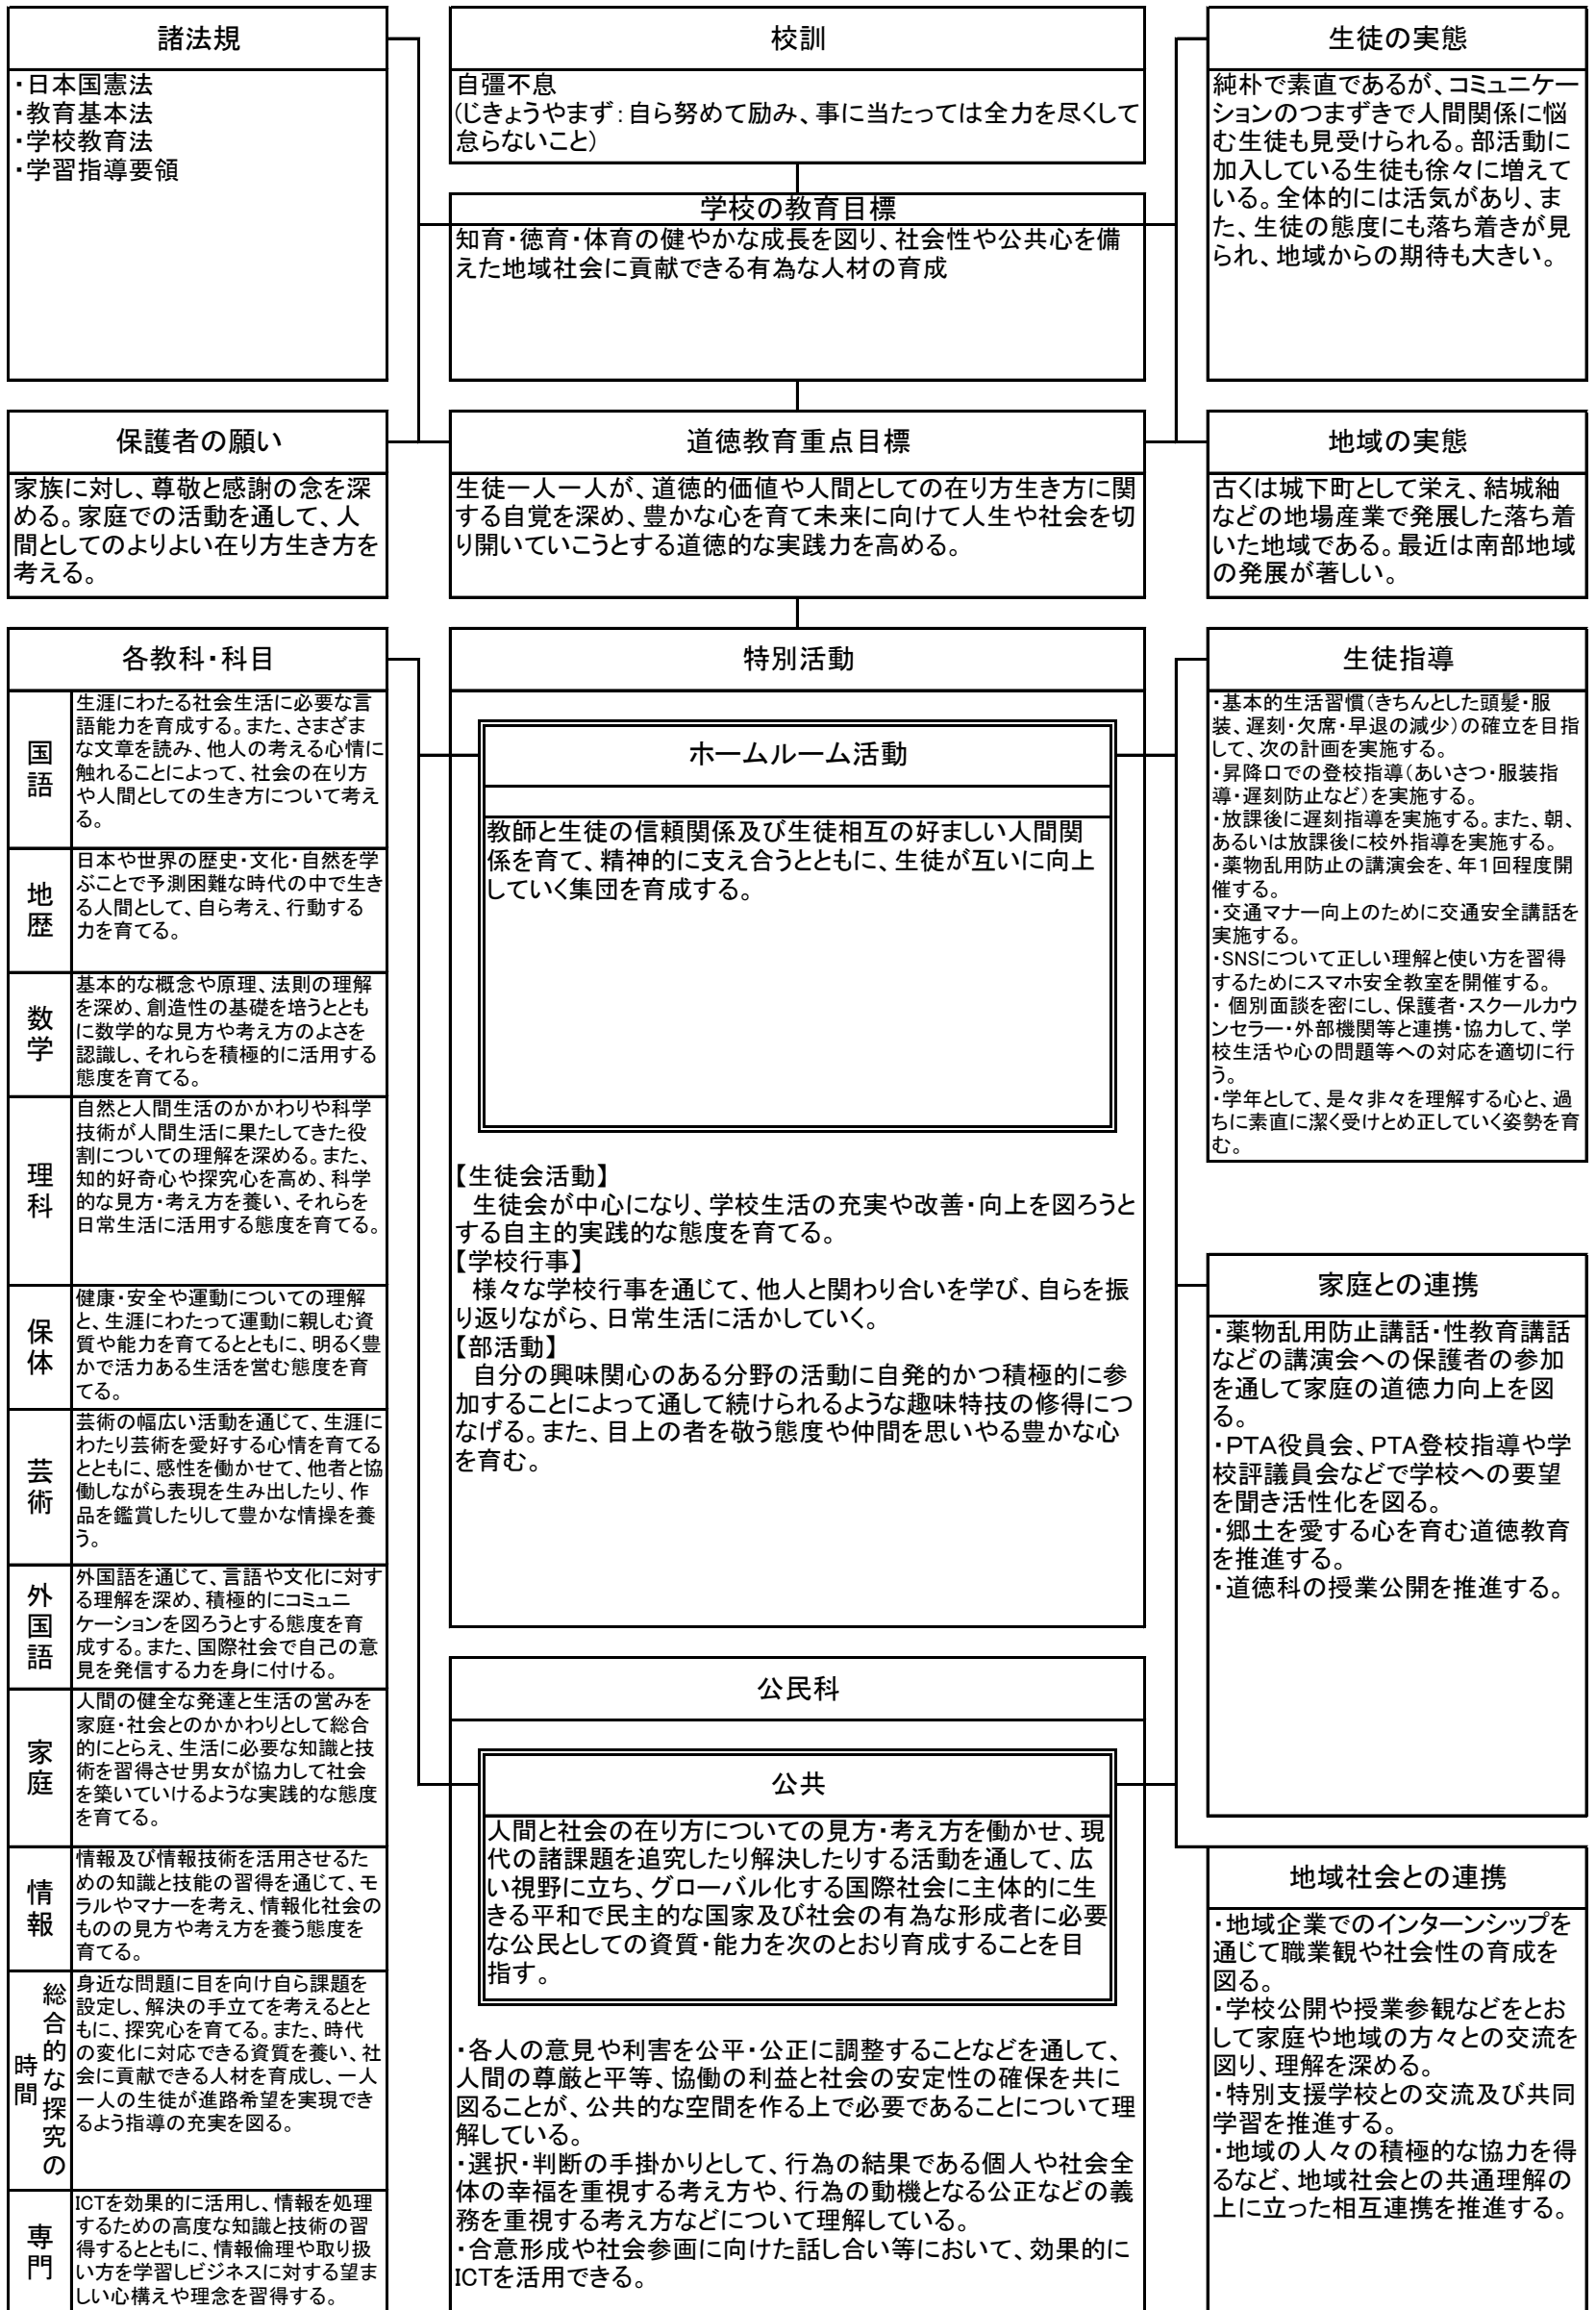 諸法規
・日本国憲法
・教育基本法
・学校教育法
・学習指導要領
校訓
自彊不息
(じきょうやまず：自ら努めて励み、事に当たっては全力を尽くして
怠らないこと)
生徒の実態
純朴で素直であるが、コミュニケー
ションのつまずきで人間関係に悩
む生徒も見受けられる。部活動に
加入している生徒も徐々に増えて
いる。全体的には活気があり、ま
た、生徒の態度にも落ち着きが見
られ、地域からの期待も大きい。
学校の教育目標
知育・徳育・体育の健やかな成長を図り、社会性や公共心を備
えた地域社会に貢献できる有為な人材の育成
保護者の願い
家族に対し、尊敬と感謝の念を深
める。家庭での活動を通して、人
間としてのよりよい在り方生き方を
考える。
道徳教育重点目標
生徒一人一人が、道徳的価値や人間としての在り方生き方に関
する自覚を深め、豊かな心を育て未来に向けて人生や社会を切
り開いていこうとする道徳的な実践力を高める。
地域の実態
古くは城下町として栄え、結城紬
などの地場産業で発展した落ち着
いた地域である。最近は南部地域
の発展が著しい。
各教科・科目
国語
生涯にわたる社会生活に必要な言
語能力を育成する。また、さまざま
な文章を読み、他人の考える心情に
触れることによって、社会の在り方
や人間としての生き方について考え
る。
地歴
日本や世界の歴史・文化・自然を学
ぶことで予測困難な時代の中で生き
る人間として、自ら考え、行動する
力を育てる。
数学
基本的な概念や原理、法則の理解
を深め、創造性の基礎を培うととも
に数学的な見方や考え方のよさを
認識し、それらを積極的に活用する
態度を育てる。
理科
自然と人間生活のかかわりや科学
技術が人間生活に果たしてきた役
割についての理解を深める。また、
知的好奇心や探究心を高め、科学
的な見方・考え方を養い、それらを
日常生活に活用する態度を育てる。
保体
健康・安全や運動についての理解
と、生涯にわたって運動に親しむ資
質や能力を育てるとともに、明るく豊
かで活力ある生活を営む態度を育
てる。
芸術
芸術の幅広い活動を通じて、生涯に
わたり芸術を愛好する心情を育てる
とともに、感性を働かせて、他者と協
働しながら表現を生み出したり、作
品を鑑賞したりして豊かな情操を養
う。
外国語
外国語を通じて、言語や文化に対す
る理解を深め、積極的にコミュニ
ケーションを図ろうとする態度を育
成する。また、国際社会で自己の意
見を発信する力を身に付ける。
家庭
人間の健全な発達と生活の営みを
家庭・社会とのかかわりとして総合
的にとらえ、生活に必要な知識と技
術を習得させ男女が協力して社会
を築いていけるような実践的な態度
を育てる。
情報
情報及び情報技術を活用させるた
めの知識と技能の習得を通じて、モ
ラルやマナーを考え、情報化社会の
ものの見方や考え方を養う態度を
育てる。
総合的な探究の
時間
身近な問題に目を向け自ら課題を
設定し、解決の手立てを考えるとと
もに、探究心を育てる。また、時代
の変化に対応できる資質を養い、社
会に貢献できる人材を育成し、一人
一人の生徒が進路希望を実現でき
るよう指導の充実を図る。
専門
ICTを効果的に活用し、情報を処理
するための高度な知識と技術の習
得するとともに、情報倫理や取り扱
い方を学習しビジネスに対する望ま
しい心構えや理念を習得する。
特別活動
ホームルーム活動
教師と生徒の信頼関係及び生徒相互の好ましい人間関
係を育て、精神的に支え合うとともに、生徒が互いに向上
していく集団を育成する。
【生徒会活動】
生徒会が中心になり、学校生活の充実や改善・向上を図ろうと
する自主的実践的な態度を育てる。
【学校行事】
様々な学校行事を通じて、他人と関わり合いを学び、自らを振
り返りながら、日常生活に活かしていく。
【部活動】
自分の興味関心のある分野の活動に自発的かつ積極的に参
加することによって通して続けられるような趣味特技の修得につ
なげる。また、目上の者を敬う態度や仲間を思いやる豊かな心
を育む。
公民科
公共
人間と社会の在り方についての見方・考え方を働かせ、現
代の諸課題を追究したり解決したりする活動を通して、広
い視野に立ち、グローバル化する国際社会に主体的に生
きる平和で民主的な国家及び社会の有為な形成者に必要
な公民としての資質・能力を次のとおり育成することを目
指す。
・各人の意見や利害を公平・公正に調整することなどを通して、
人間の尊厳と平等、協働の利益と社会の安定性の確保を共に
図ることが、公共的な空間を作る上で必要であることについて理
解している。
・選択・判断の手掛かりとして、行為の結果である個人や社会全
体の幸福を重視する考え方や、行為の動機となる公正などの義
務を重視する考え方などについて理解している。
・合意形成や社会参画に向けた話し合い等において、効果的に
ICTを活用できる。
生徒指導
・基本的生活習慣（きちんとした頭髪・服
装、遅刻・欠席・早退の減少）の確立を目指
して、次の計画を実施する。
・昇降口での登校指導（あいさつ・服装指
導・遅刻防止など）を実施する。
・放課後に遅刻指導を実施する。また、朝、
あるいは放課後に校外指導を実施する。
・薬物乱用防止の講演会を、年１回程度開
催する。
・交通マナー向上のために交通安全講話を
実施する。
・SNSについて正しい理解と使い方を習得
するためにスマホ安全教室を開催する。
・ 個別面談を密にし、保護者・スクールカウ
ンセラー・外部機関等と連携・協力して、学
校生活や心の問題等への対応を適切に行
う。
・学年として、是々非々を理解する心と、過
ちに素直に潔く受けとめ正していく姿勢を育
む。
家庭との連携
・薬物乱用防止講話・性教育講話
などの講演会への保護者の参加
を通して家庭の道徳力向上を図
る。
・ＰＴＡ役員会、PTA登校指導や学
校評議員会などで学校への要望
を聞き活性化を図る。
・郷土を愛する心を育む道徳教育
を推進する。
・道徳科の授業公開を推進する。
地域社会との連携
・地域企業でのインターンシップを
通じて職業観や社会性の育成を
図る。
・学校公開や授業参観などをとお
して家庭や地域の方々との交流を
図り、理解を深める。
・特別支援学校との交流及び共同
学習を推進する。
・地域の人々の積極的な協力を得
るなど、地域社会との共通理解の
上に立った相互連携を推進する。